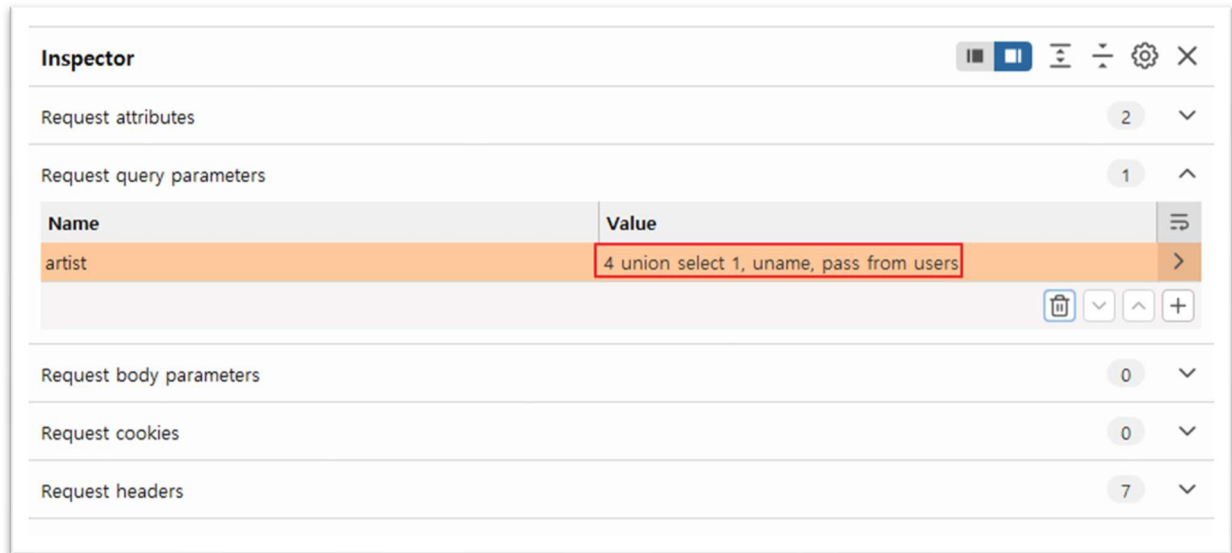 Inspector
Request attributes 2
Request query parameters 1
Name Value
artist 4 union select 1, uname, pass from users
Request body parameters 0
Request cookies 0
Request headers 7